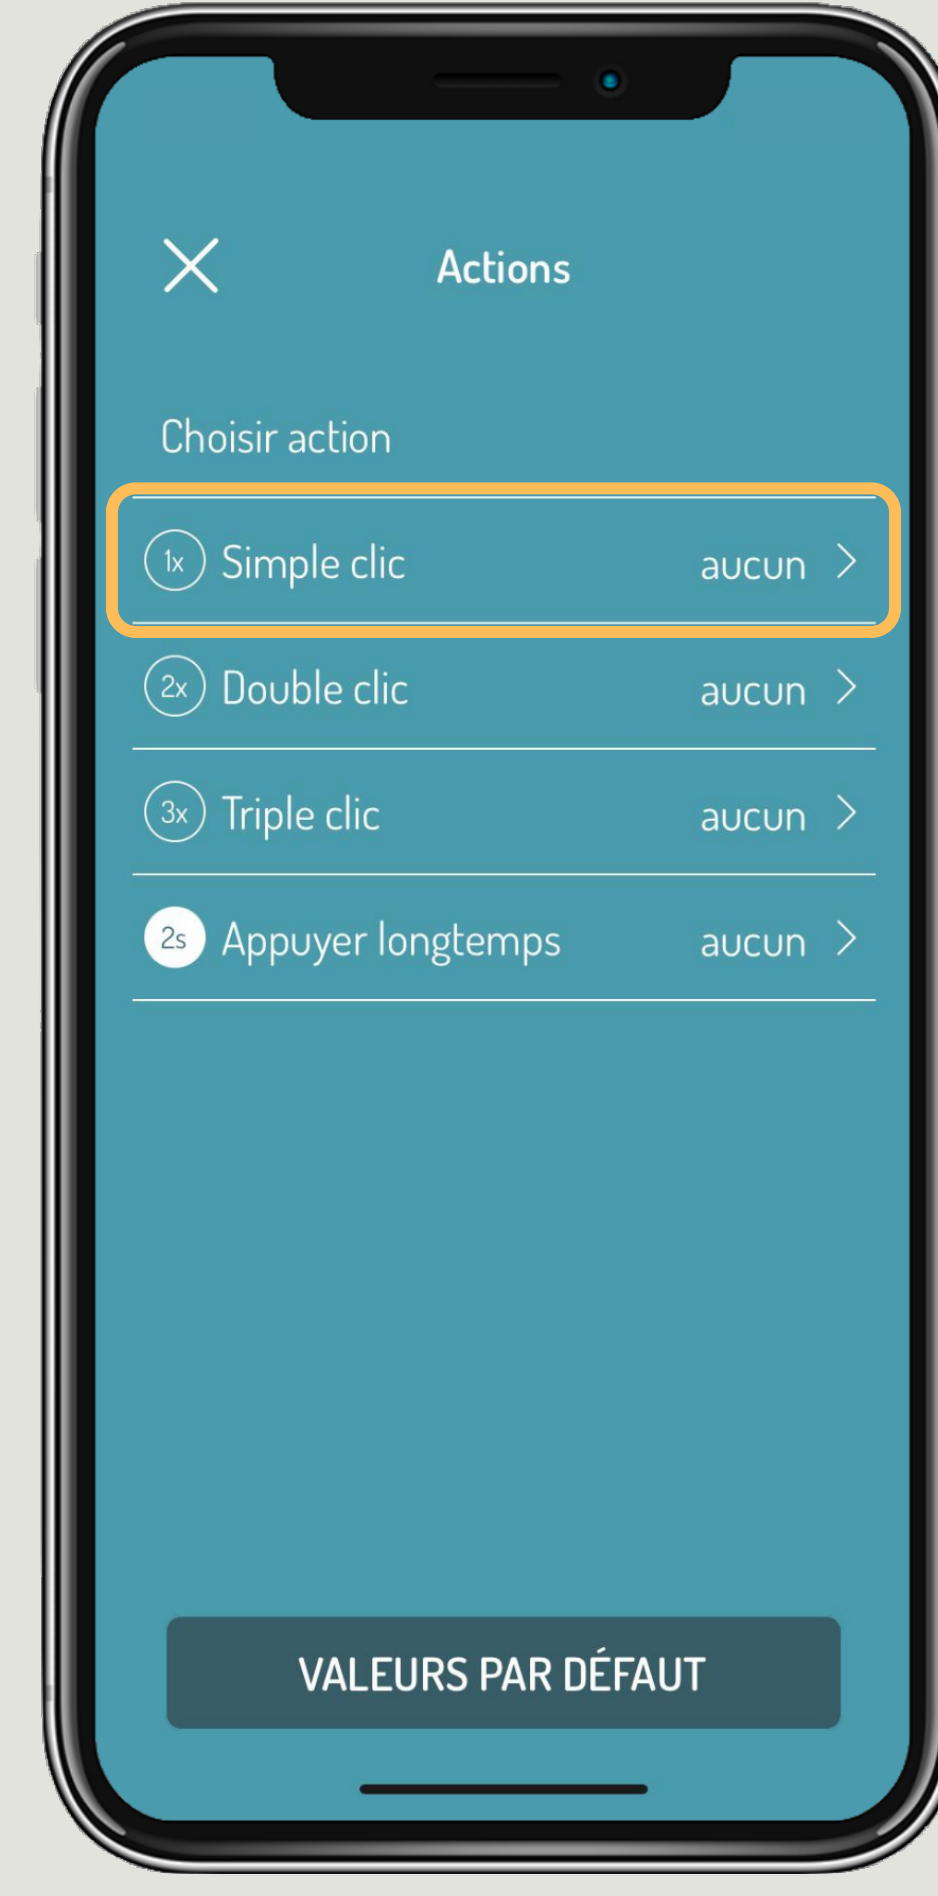 Actions
Choisir action
1x Simple clic aucun
2x Double clic aucun
3x Triple clic aucun
2s Appuyer longtemps aucun
VALEURS PAR DÉFAUT